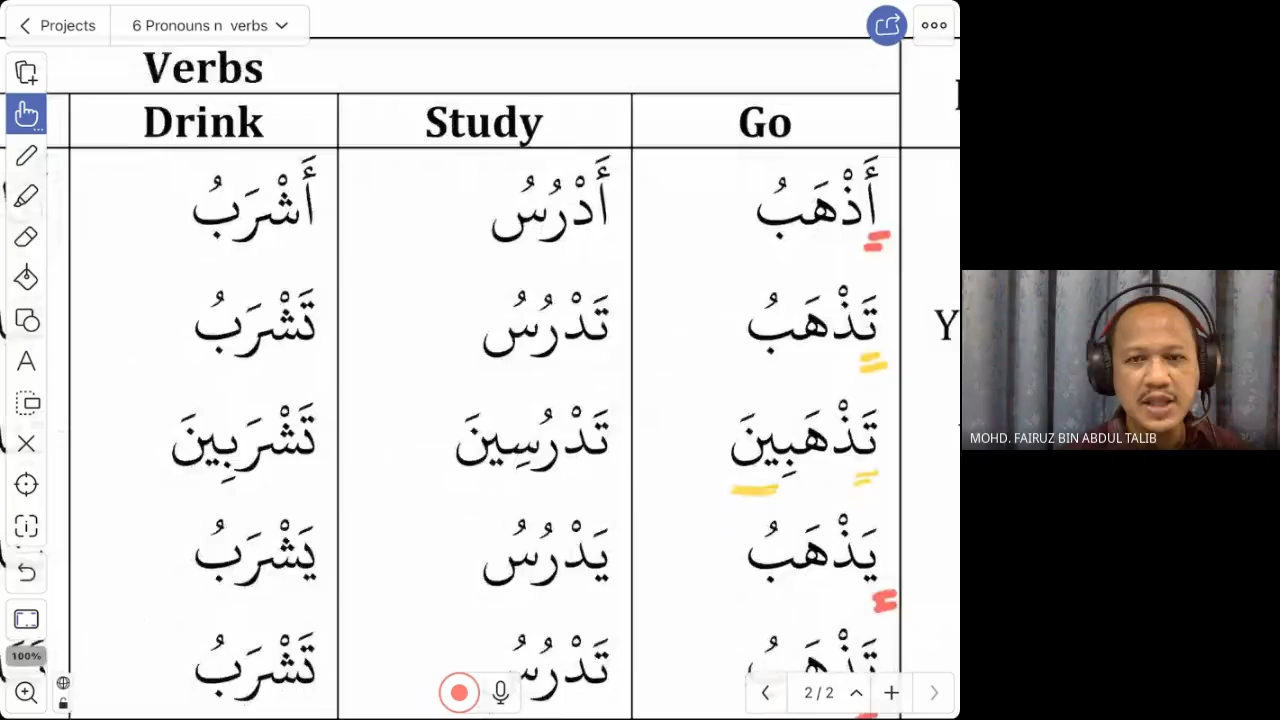 Projects
6 Pronouns n verbs
Verbs
Drink Study Go
أَشْرَبُ أَدْرُسُ أَذْهَبُ
تَشْرَبُ تَدْرُسُ تَذْهَبُ
Y
تَشْرَبِينَ تَدْرُسِينَ تَذْهَبِينَ
يَشْرَبُ يَدْرُسُ يَذْهَبُ
تَشْرَبُ تَدْرُسُ تَذْهَبُ
100%
2 / 2
MOHD. FAIRUZ BIN ABDUL TALIB